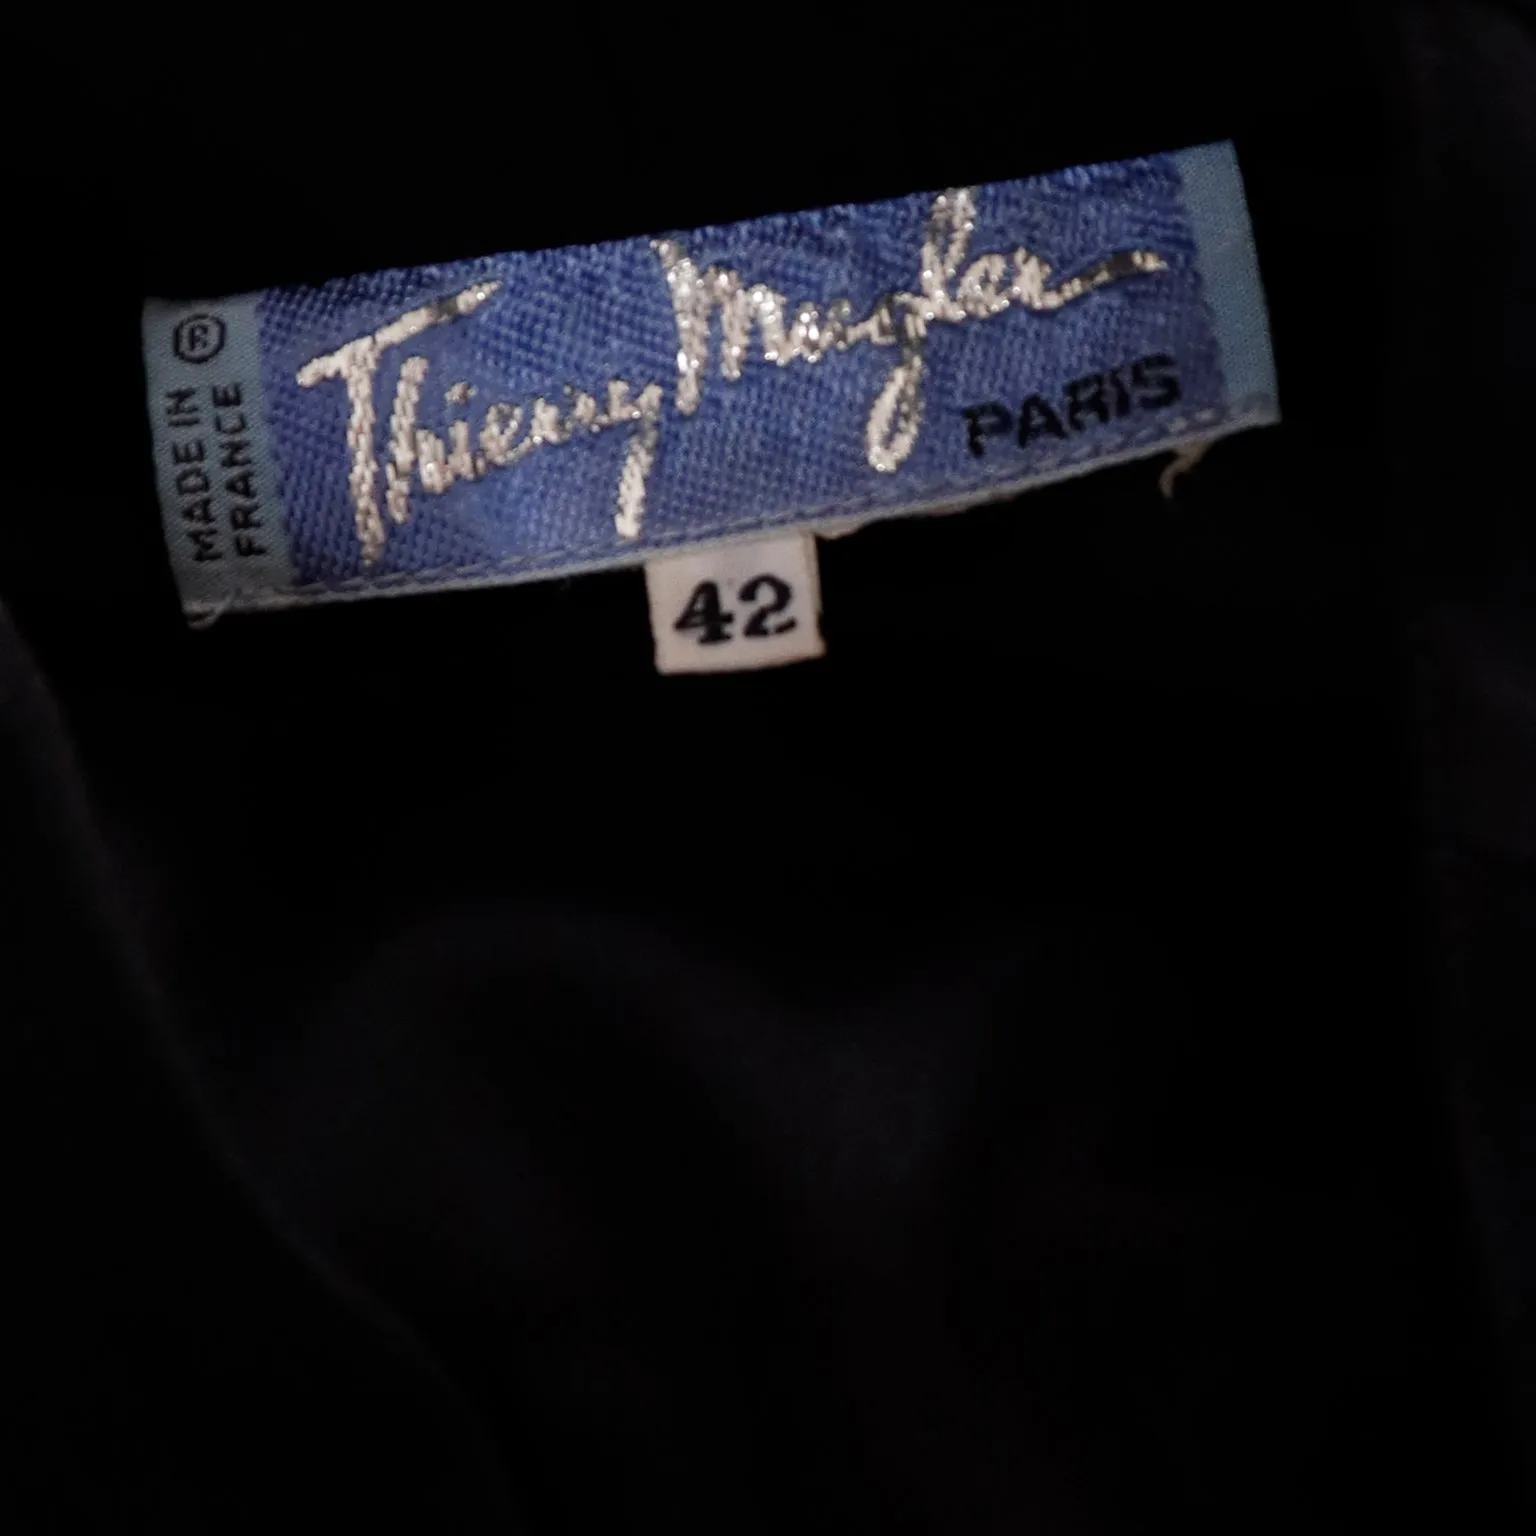 ®
MADE IN
FRANCE
Thierry Mugler
PARIS
42